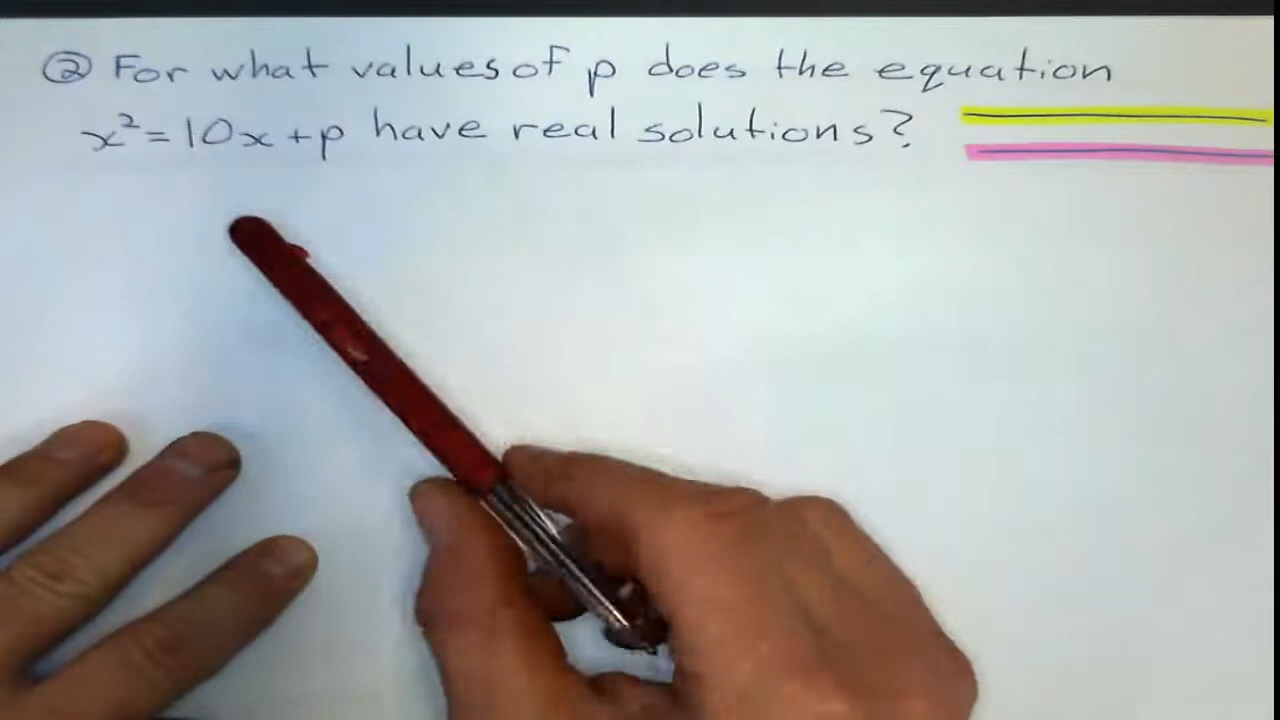 ② For what values of p does the equation
x² = 10x + p have real solutions?